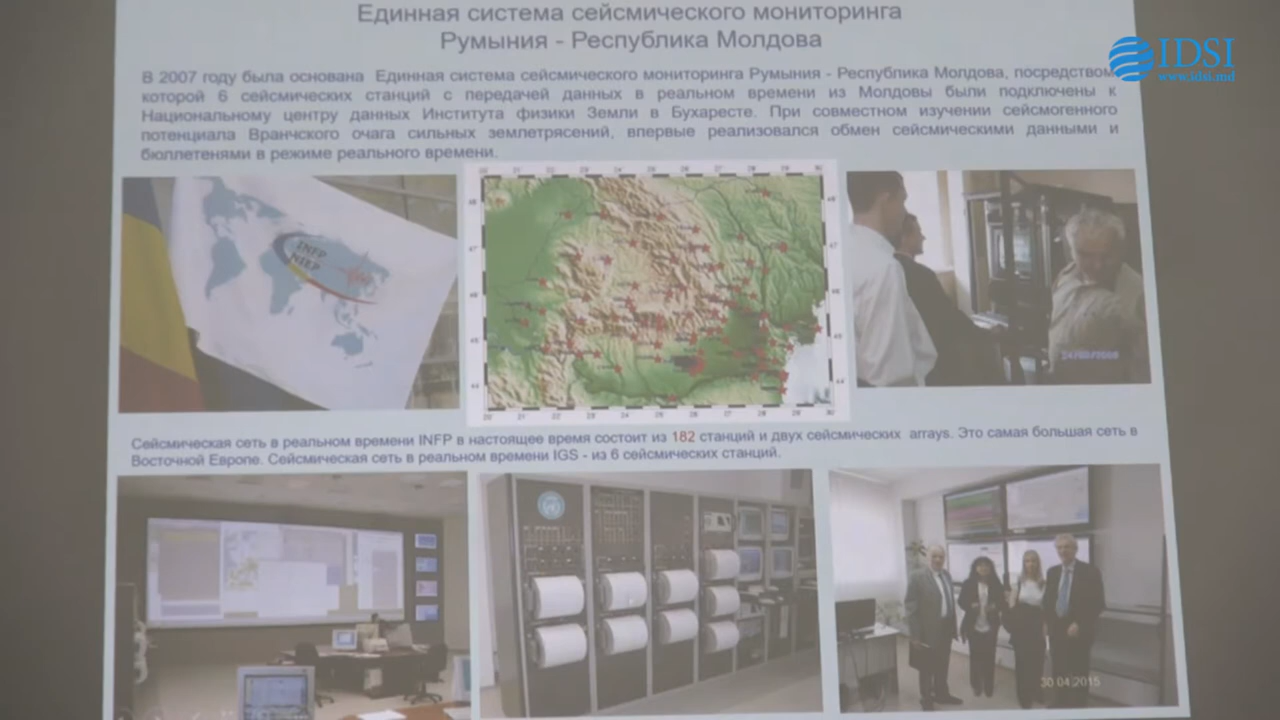 Единная система сейсмического мониторинга
Румыния - Республика Молдова
IDSI
www.idsi.md
В 2007 году была основана Единная система сейсмического мониторинга Румыния - Республика Молдова, посредством
которой 6 сейсмических станций с передачей данных в реальном времени из Молдовы были подключены к
Национальному центру данных Института физики Земли в Бухаресте. При совместном изучении сейсмогенного
потенциала Вранчского очага сильных землетрясений, впервые реализовался обмен сейсмическими данными и
бюллетенями в режиме реального времени.
INFP
NIEP
Сейсмическая сеть в реальном времени INFP в настоящее время состоит из 182 станций и двух сейсмических arrays. Это самая большая сеть в
Восточной Европе. Сейсмическая сеть в реальном времени IGS - из 6 сейсмических станций.
30.04.2015